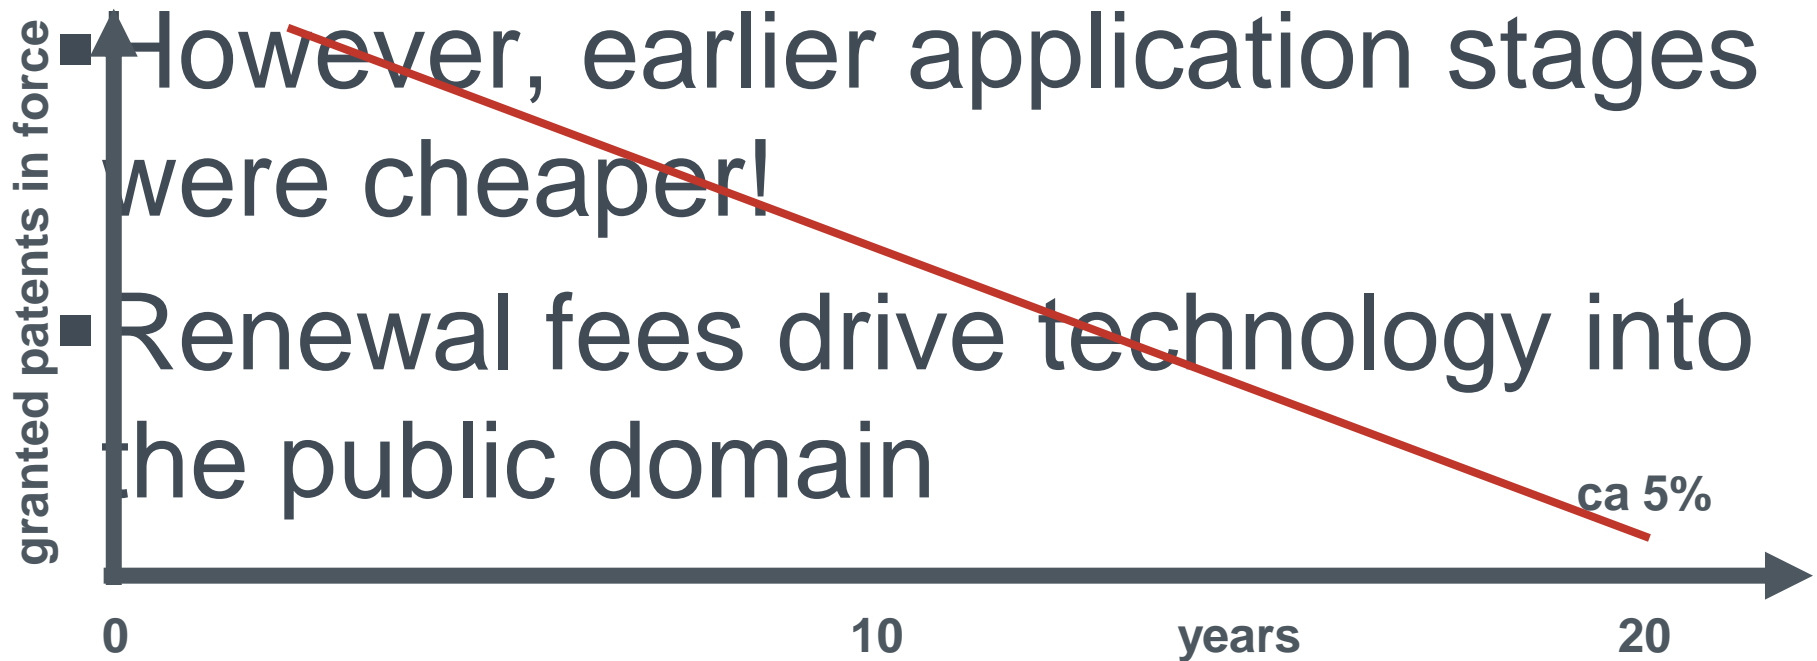 granted patents in force
▪However, earlier application stages
were cheaper!
▪Renewal fees drive technology into
the public domain
ca 5%
0 10 years 20